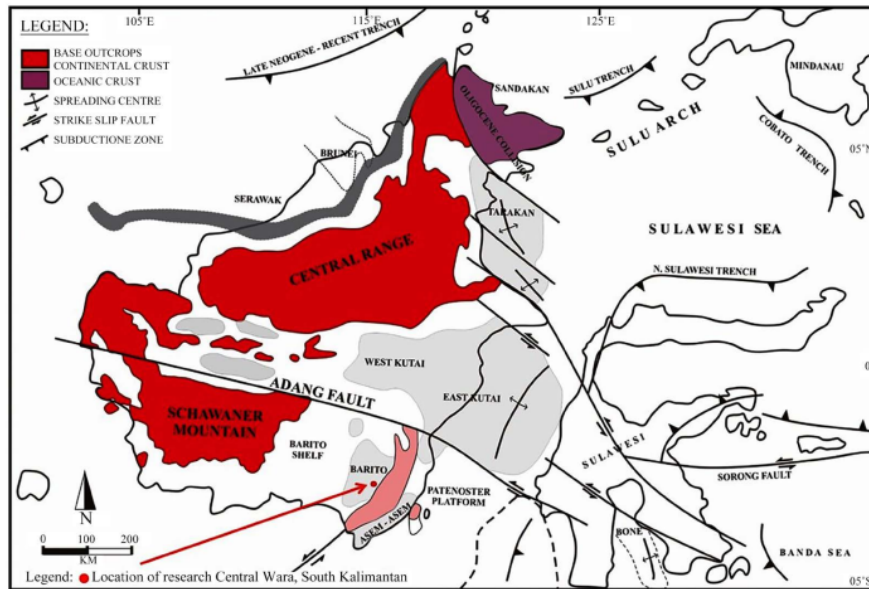 105°E
115°E
125°E
LEGEND:
BASE OUTCROPS
CONTINENTAL CRUST
OCEANIC CRUST
SPREADING CENTRE
STRIKE SLIP FAULT
SUBDUCTIONE ZONE
LATE NEOGENE - RECENT TRENCH
SANDAKAN
SULU TRENCH
MINDANAU
OLIGOCENE COLLISION
SULU ARCH
COBATO TRENCH
05°N
BRUNEI
SERAWAK
TARAKAN
SULAWESI SEA
CENTRAL RANGE
N. SULAWESI TRENCH
WEST KUTAI
ADANG FAULT
EAST KUTAI
SCHAWANER
MOUNTAIN
BARITO
SHELF
BARITO
SULAWESI
SORONG FAULT
PATENOSTER
PLATFORM
ASEM - ASEM
BONE
BANDA SEA
N
0 100 200
KM
05°S
Legend: Location of research Central Wara, South Kalimantan